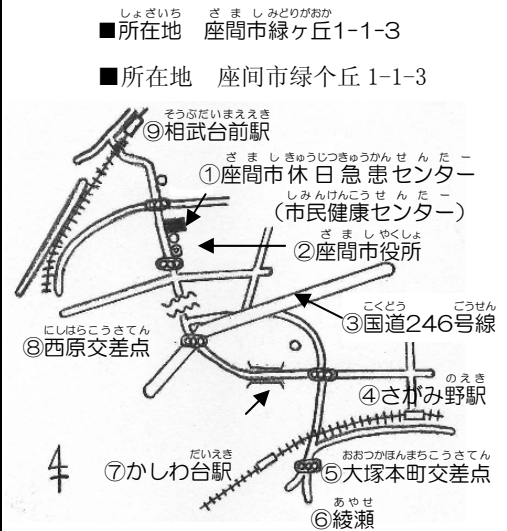 しょざいち ざましみどりがおか
■所在地 座間市緑ヶ丘1-1-3
■所在地 座间市绿个丘 1-1-3
そうぶだいまええき
⑨相武台前駅
ざましきゅうじつきゅうかんせんたー
①座間市休日急患センター
しみんけんこうせんたー
（市民健康センター）
ざましやくしょ
②座間市役所
こくどう ごうせん
③国道246号線
にしはらこうさてん
⑧西原交差点
のえき
④さがみ野駅
だいえき
⑦かしわ台駅
おおつかほんまちこうさてん
⑤大塚本町交差点
あやせ
⑥綾瀬